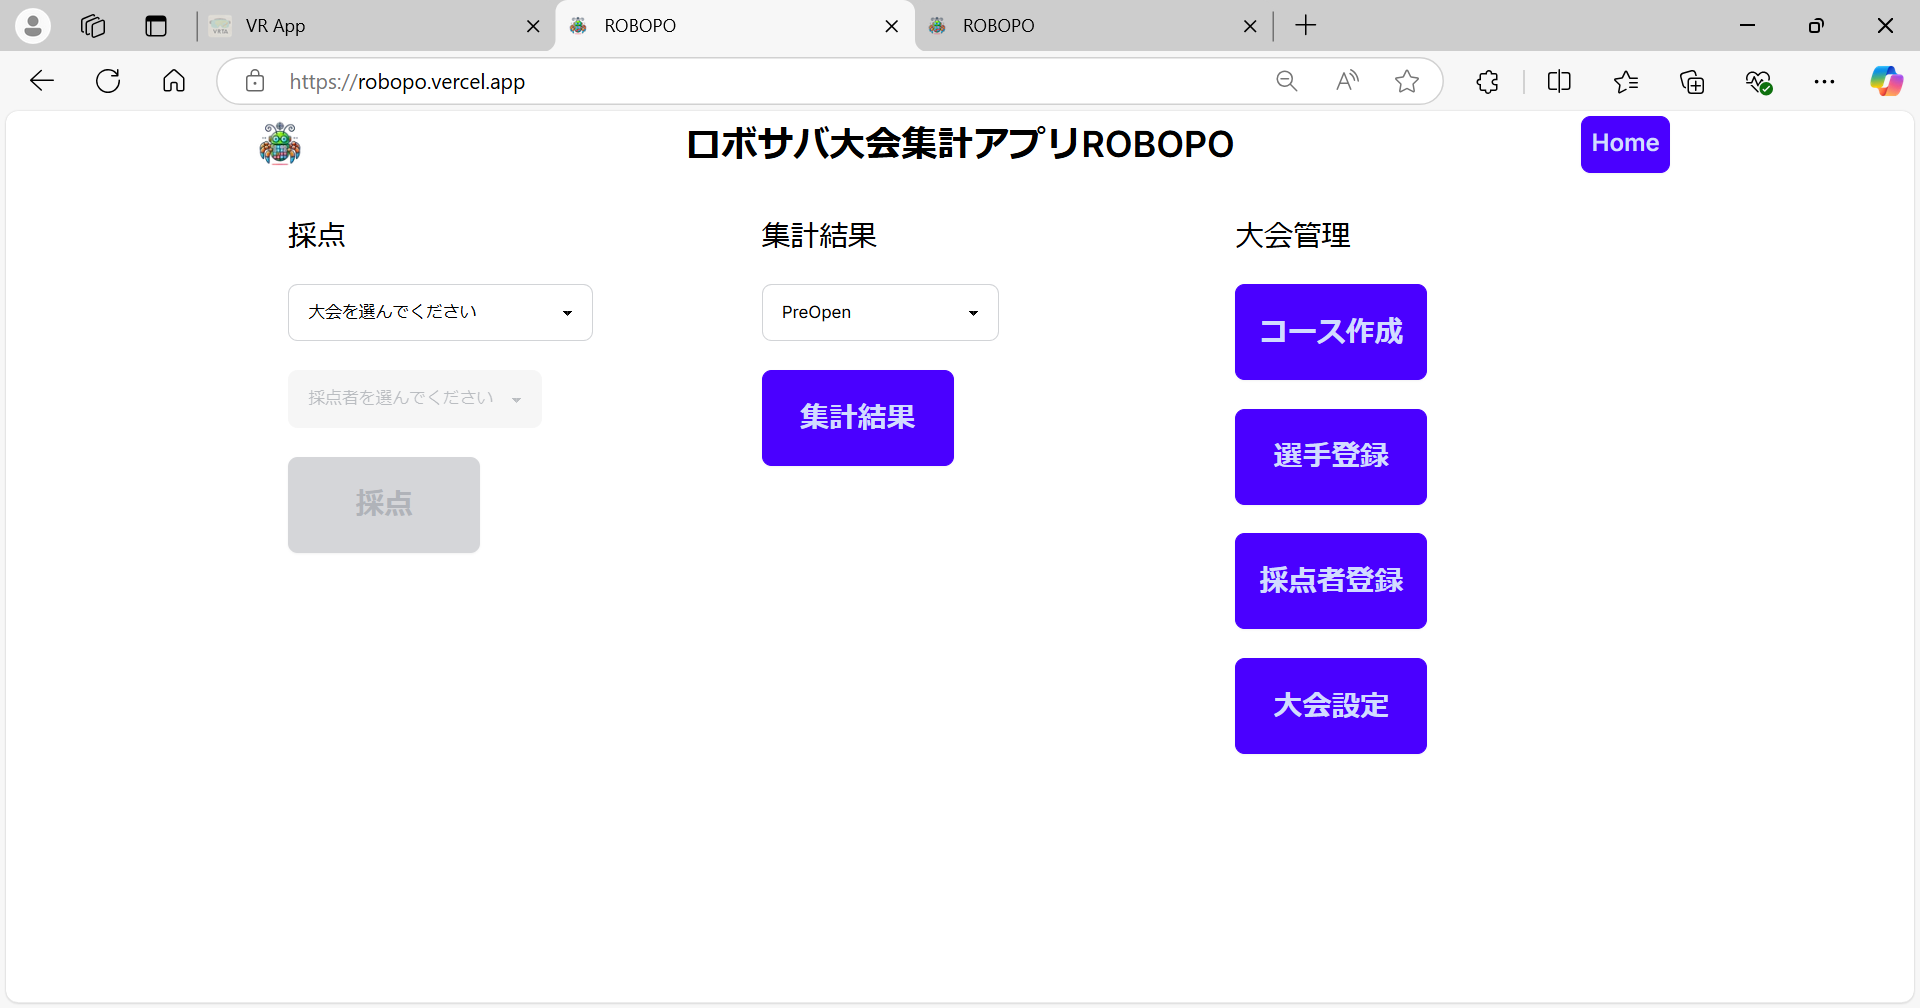 VR App
ROBOPO
ROBOPO
https://robopo.vercel.app
ロボサバ大会集計アプリROBOPO
Home
採点
大会を選んでください
採点者を選んでください
採点
集計結果
PreOpen
集計結果
大会管理
コース作成
選手登録
採点者登録
大会設定